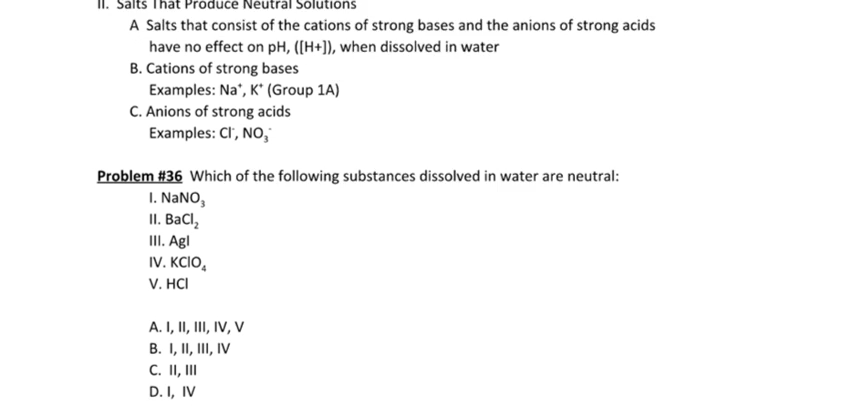 II. Salts That Produce Neutral Solutions
A Salts that consist of the cations of strong bases and the anions of strong acids
have no effect on pH, ([H+]), when dissolved in water
B. Cations of strong bases
Examples: Na⁺, K⁺ (Group 1A)
C. Anions of strong acids
Examples: Cl⁻, NO₃⁻
Problem #36 Which of the following substances dissolved in water are neutral:
I. NaNO₃
II. BaCl₂
III. AgI
IV. KClO₄
V. HCl
A. I, II, III, IV, V
B. I, II, III, IV
C. II, III
D. I, IV